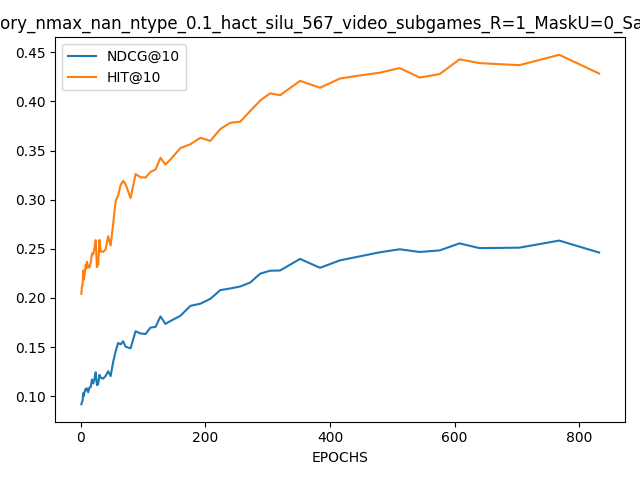 ory_nmax_nan_ntype_0.1_hact_silu_567_video_subgames_R=1_MaskU=0_Sa
NDCG@10
HIT@10
0.45
0.40
0.35
0.30
0.25
0.20
0.15
0.10
0 200 400 600 800
EPOCHS